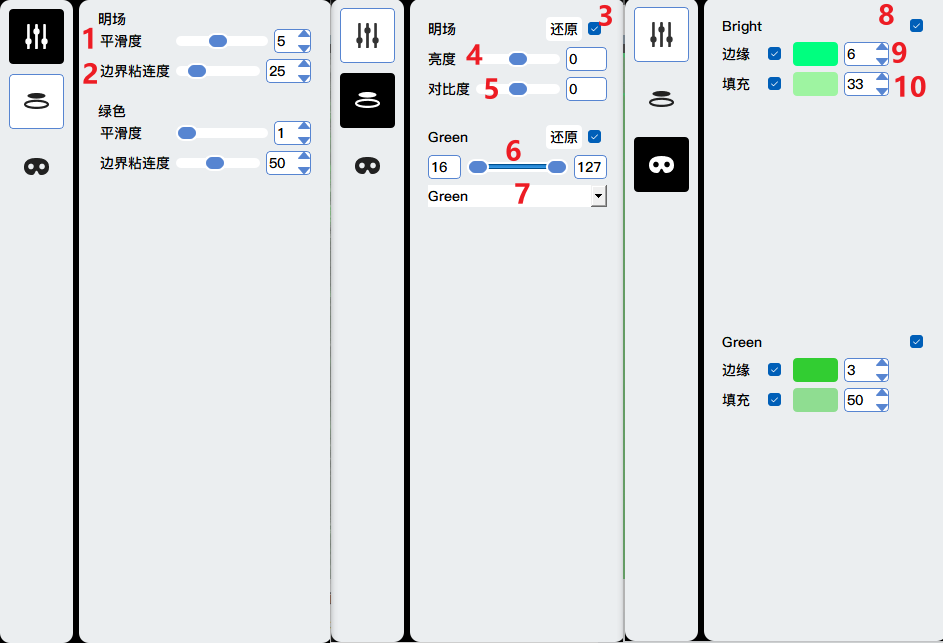 明场
1 平滑度 5
2 边界粘连度 25
绿色
平滑度 1
边界粘连度 50
3
明场 还原
亮度 4 0
对比度 5 0
Green 还原
6
16 127
Green 7
8
Bright
边缘 6 9
填充 33 10
Green
边缘 3
填充 50